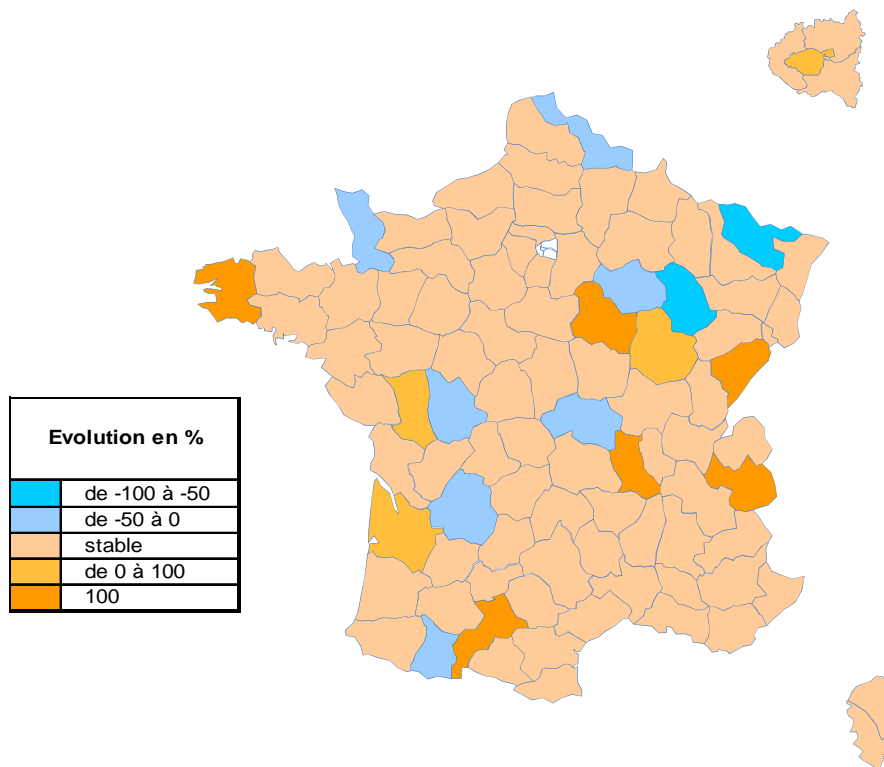 Evolution en %
de -100 à -50
de -50 à 0
stable
de 0 à 100
100